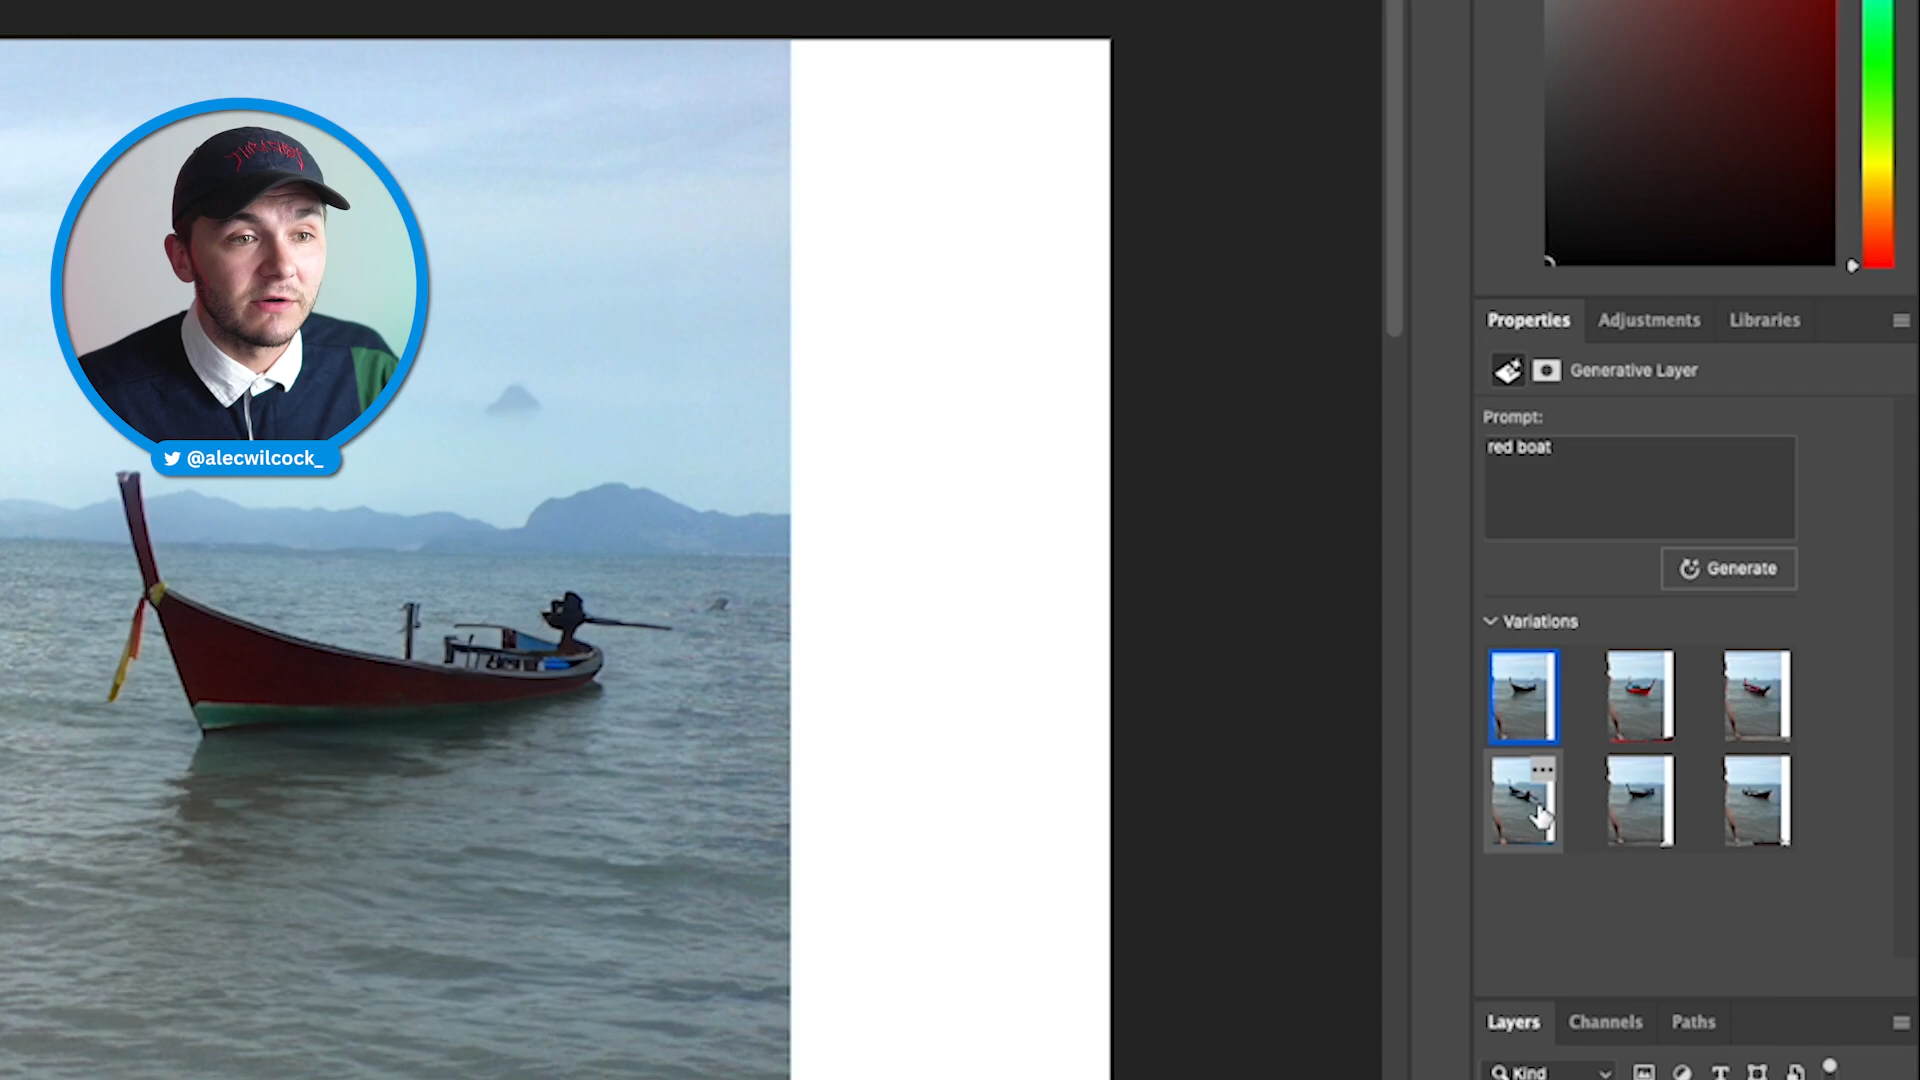 @alecwilcock_
Properties
Adjustments
Libraries
Generative Layer
Prompt:
red boat
Generate
Variations
Layers
Channels
Paths
Kind